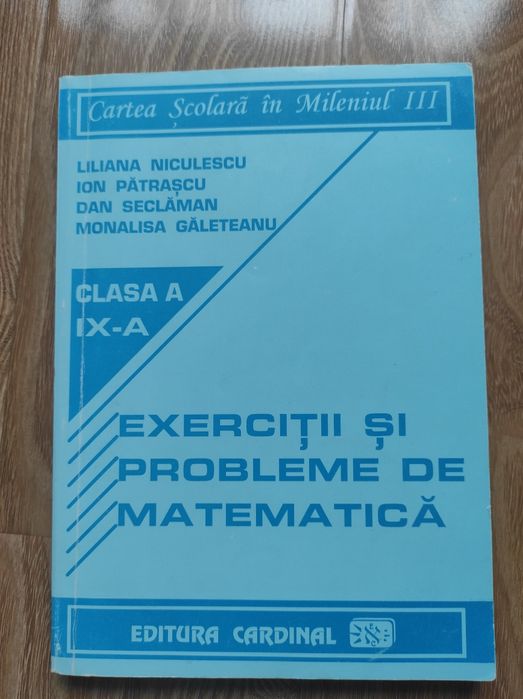 Cartea Școlară în Mileniul III
LILIANA NICULESCU
ION PĂTRAȘCU
DAN SECLĂMAN
MONALISA GĂLETEANU
CLASA A
IX-A
EXERCIȚII ȘI
PROBLEME DE
MATEMATICĂ
EDITURA CARDINAL